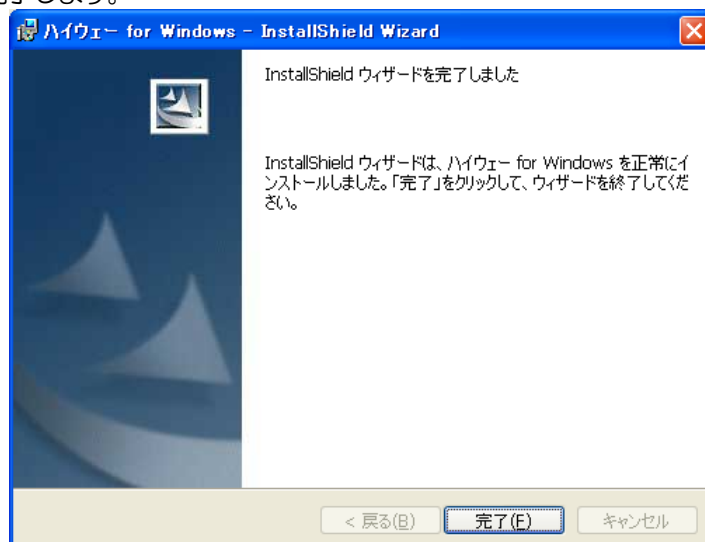 します。
ハイウェー for Windows - InstallShield Wizard
InstallShield ウィザードを完了しました
InstallShield ウィザードは、ハイウェー for Windows を正常にイ
ンストールしました。「完了」をクリックして、ウィザードを終了してくだ
さい。
< 戻る(B)
完了(F)
キャンセル